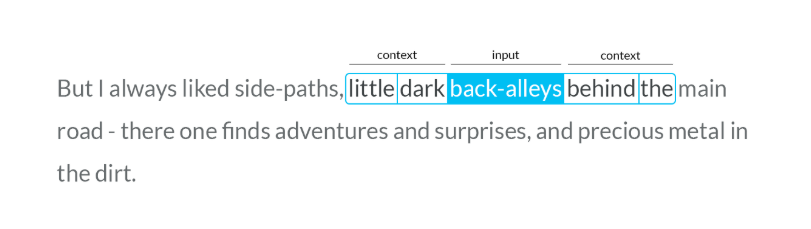 context input context
But I always liked side-paths, little dark back-alleys behind the main
road - there one finds adventures and surprises, and precious metal in
the dirt.